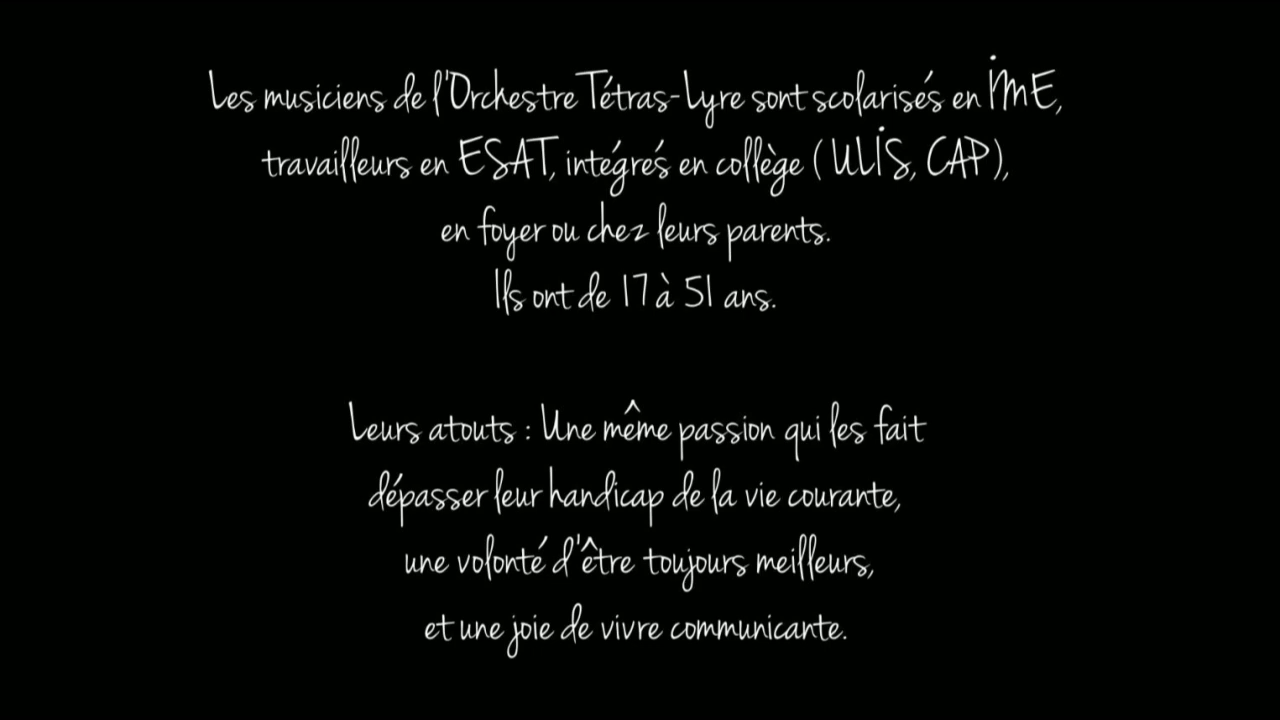 Les musiciens de l'Orchestre Tétras-Lyre sont scolarisés en IME,
travailleurs en ESAT, intégrés en collège (ULIS, CAP),
en foyer ou chez leurs parents.
Ils ont de 17 à 51 ans.
Leurs atouts : Une même passion qui les fait
dépasser leur handicap de la vie courante,
une volonté d'être toujours meilleurs,
et une joie de vivre communicante.